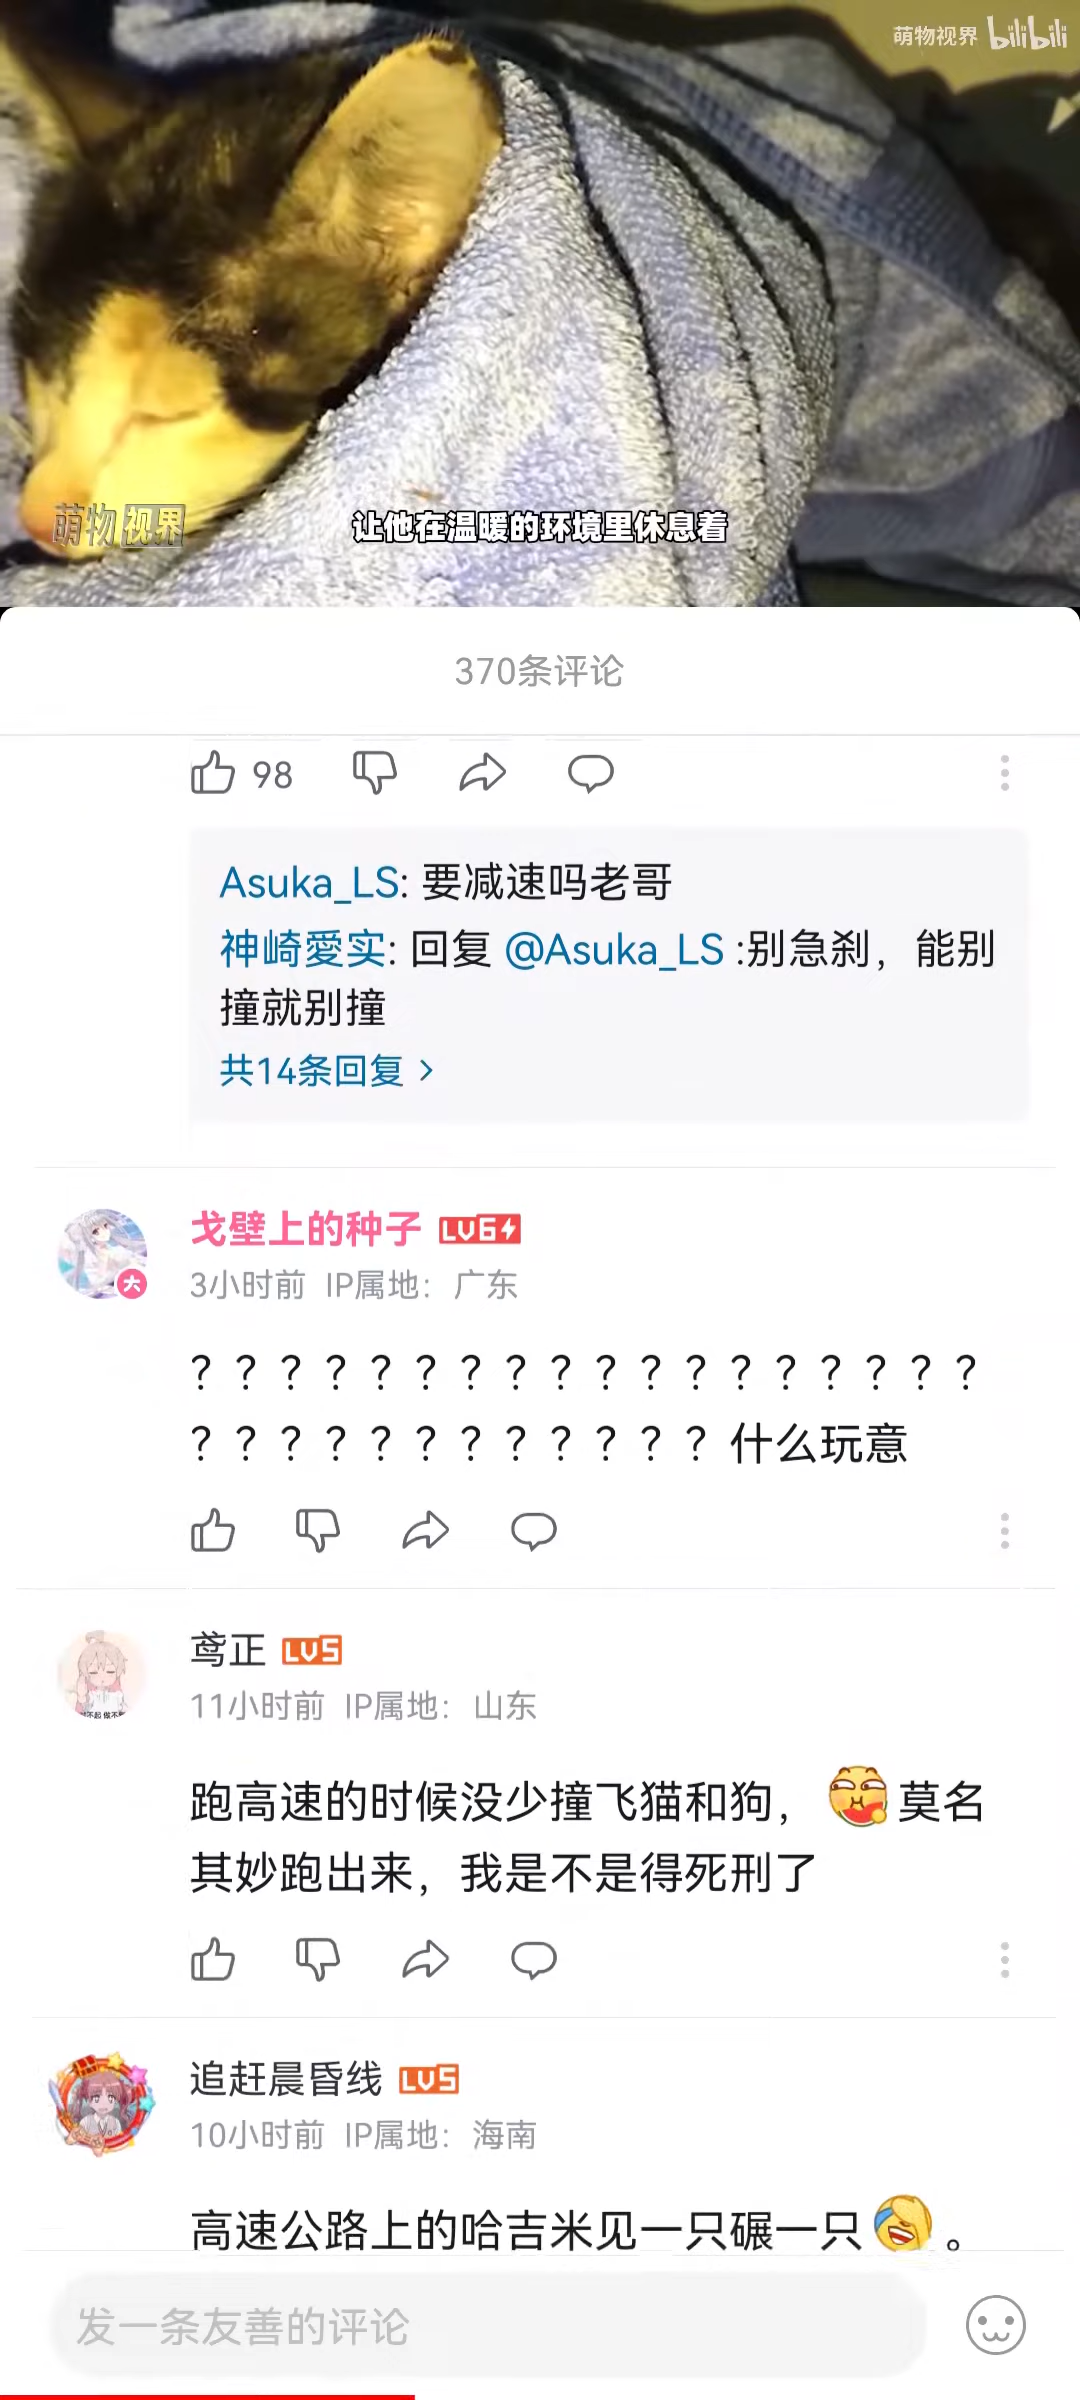 萌物视界 bilibili
萌物视界
让他在温暖的环境里休息着
370条评论
98
Asuka_LS: 要减速吗老哥
神崎愛实: 回复 @Asuka_LS :别急刹，能别
撞就别撞
共14条回复 >
戈壁上的种子 LV6
3小时前 IP属地：广东
？？？？？？？？？？？？？？？？？？
？？？？？？？？？？？？什么玩意
鸢正 LV5
11小时前 IP属地：山东
跑高速的时候没少撞飞猫和狗，莫名
其妙跑出来，我是不是得死刑了
追赶晨昏线 LV5
10小时前 IP属地：海南
高速公路上的哈吉米见一只碾一只。
发一条友善的评论